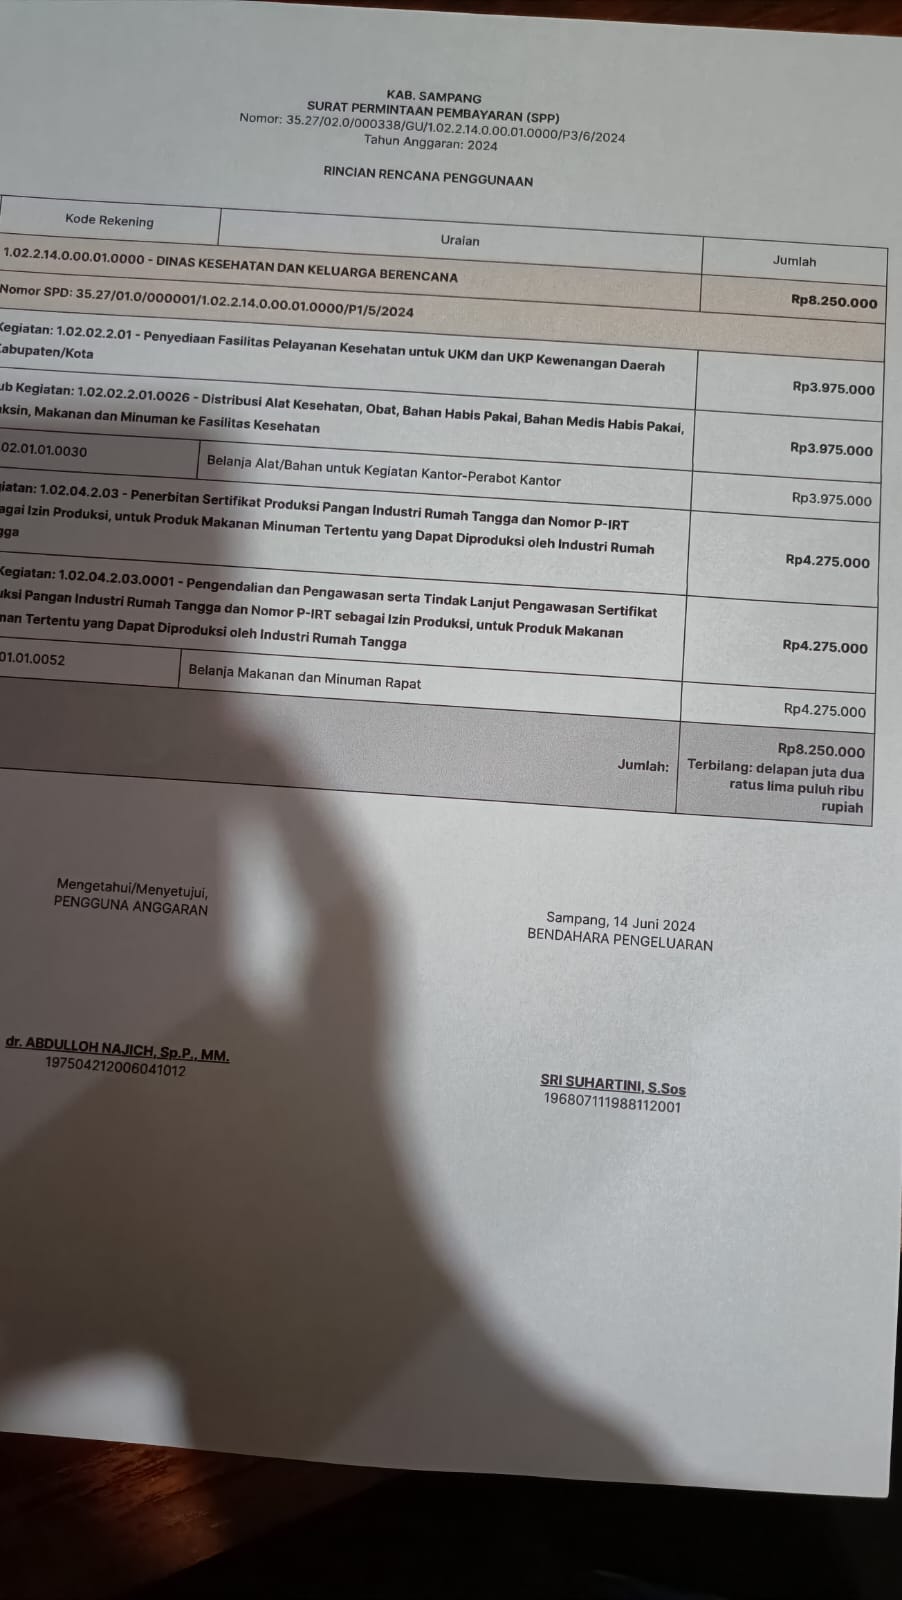 KAB. SAMPANG
SURAT PERMINTAAN PEMBAYARAN (SPP)
Nomor: 35.27/02.0/000338/GU/1.02.2.14.0.00.01.0000/P3/6/2024
Tahun Anggaran: 2024
RINCIAN RENCANA PENGGUNAAN
Kode Rekening Uraian Jumlah
1.02.2.14.0.00.01.0000 - DINAS KESEHATAN DAN KELUARGA BERENCANA Rp8.250.000
Nomor SPD: 35.27/01.0/000001/1.02.2.14.0.00.01.0000/P1/5/2024
Kegiatan: 1.02.02.2.01 - Penyediaan Fasilitas Pelayanan Kesehatan untuk UKM dan UKP Kewenangan Daerah
Kabupaten/Kota Rp3.975.000
ub Kegiatan: 1.02.02.2.01.0026 - Distribusi Alat Kesehatan, Obat, Bahan Habis Pakai, Bahan Medis Habis Pakai,
aksin, Makanan dan Minuman ke Fasilitas Kesehatan Rp3.975.000
02.01.01.0030 Belanja Alat/Bahan untuk Kegiatan Kantor-Perabot Kantor Rp3.975.000
giatan: 1.02.04.2.03 - Penerbitan Sertifikat Produksi Pangan Industri Rumah Tangga dan Nomor P-IRT
agai Izin Produksi, untuk Produk Makanan Minuman Tertentu yang Dapat Diproduksi oleh Industri Rumah
gga Rp4.275.000
Kegiatan: 1.02.04.2.03.0001 - Pengendalian dan Pengawasan serta Tindak Lanjut Pengawasan Sertifikat
uksi Pangan Industri Rumah Tangga dan Nomor P-IRT sebagai Izin Produksi, untuk Produk Makanan
man Tertentu yang Dapat Diproduksi oleh Industri Rumah Tangga Rp4.275.000
01.01.0052 Belanja Makanan dan Minuman Rapat Rp4.275.000
Jumlah: Rp8.250.000
Terbilang: delapan juta dua
ratus lima puluh ribu
rupiah
Mengetahui/Menyetujui,
PENGGUNA ANGGARAN
dr. ABDULLOH NAJICH, Sp.P., MM.
197504212006041012
Sampang, 14 Juni 2024
BENDAHARA PENGELUARAN
SRI SUHARTINI, S.Sos
196807111988112001